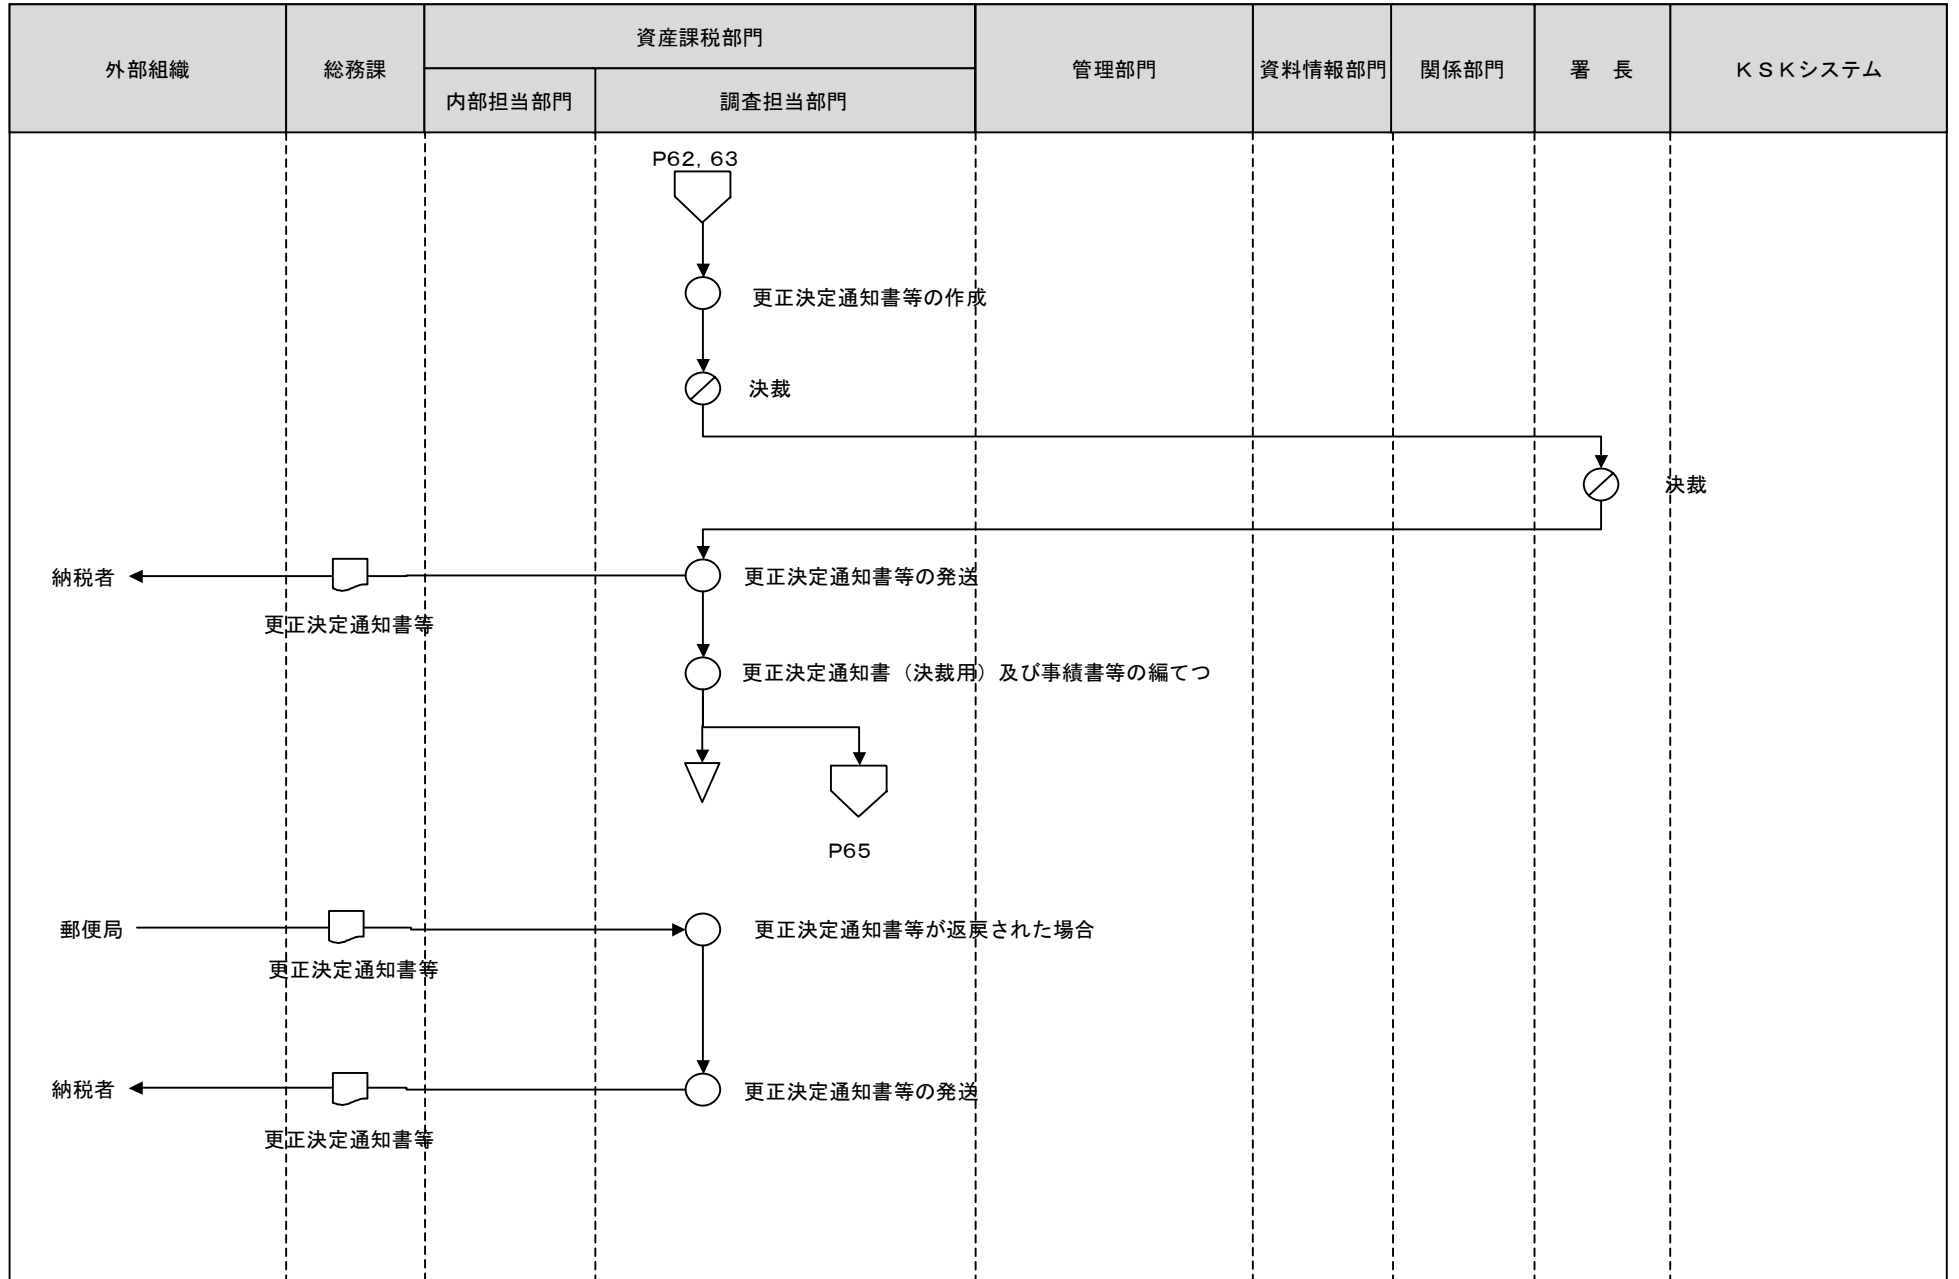 外部組織
総務課
資産課税部門
内部担当部門
調査担当部門
管理部門
資料情報部門
関係部門
署　長
ＫＳＫシステム
P62, 63
更正決定通知書等の作成
決裁
決裁
納税者
更正決定通知書等の発送
更正決定通知書等
更正決定通知書（決裁用）及び事績書等の編てつ
P65
郵便局
更正決定通知書等が返戻された場合
更正決定通知書等
納税者
更正決定通知書等の発送
更正決定通知書等